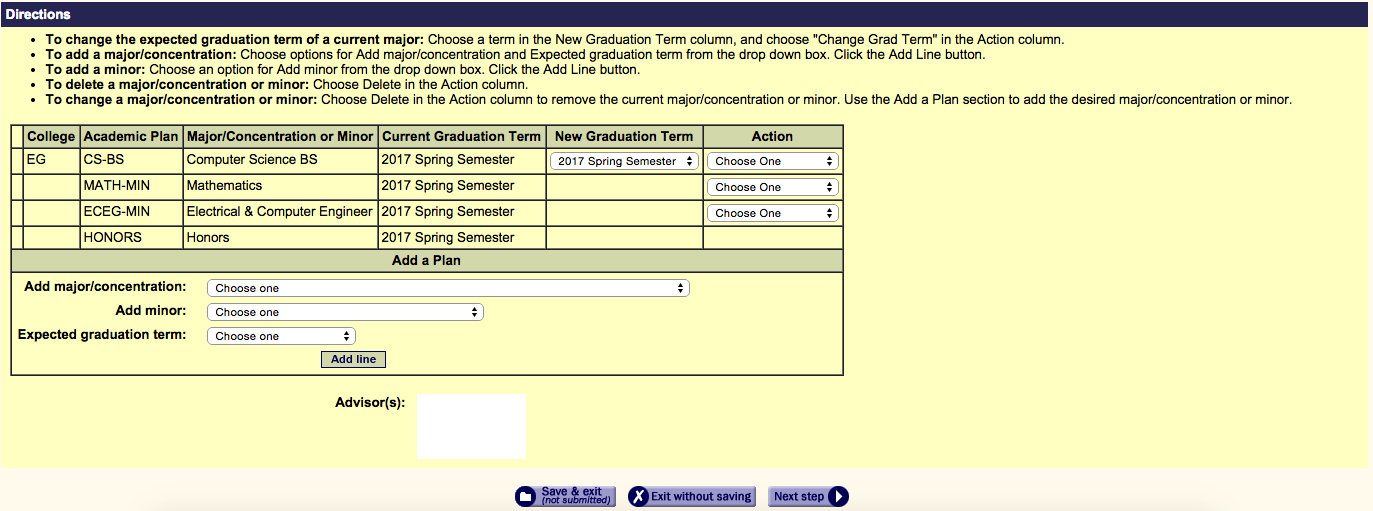 Directions
To change the expected graduation term of a current major: Choose a term in the New Graduation Term column, and choose "Change Grad Term" in the Action column.
To add a major/concentration: Choose options for Add major/concentration and Expected graduation term from the drop down box. Click the Add Line button.
To add a minor: Choose an option for Add minor from the drop down box. Click the Add Line button.
To delete a major/concentration or minor: Choose Delete in the Action column.
To change a major/concentration or minor: Choose Delete in the Action column to remove the current major/concentration or minor. Use the Add a Plan section to add the desired major/concentration or minor.
College Academic Plan Major/Concentration or Minor Current Graduation Term New Graduation Term Action
EG CS-BS Computer Science BS 2017 Spring Semester 2017 Spring Semester Choose One
MATH-MIN Mathematics 2017 Spring Semester Choose One
ECEG-MIN Electrical & Computer Engineer 2017 Spring Semester Choose One
HONORS Honors 2017 Spring Semester
Add a Plan
Add major/concentration: Choose one
Add minor: Choose one
Expected graduation term: Choose one
Add line
Advisor(s):
Save & exit (not submitted) Exit without saving Next step